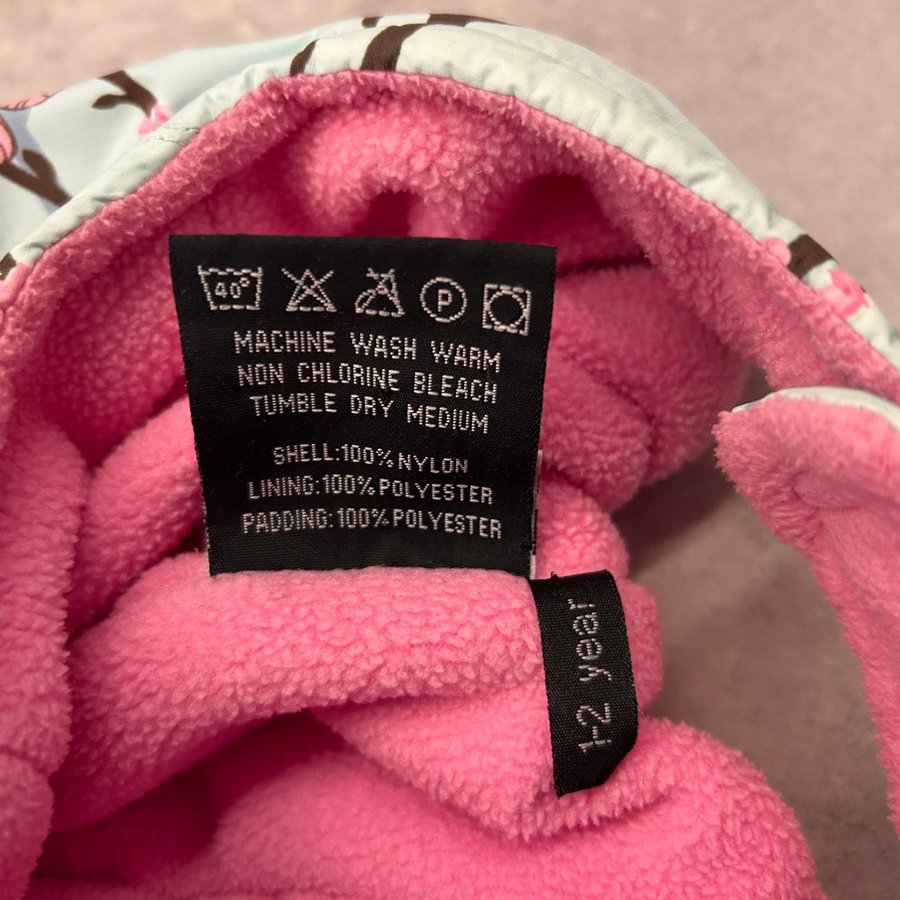 40°
P
MACHINE WASH WARM
NON CHLORINE BLEACH
TUMBLE DRY MEDIUM
SHELL:100%NYLON
LINING:100%POLYESTER
PADDING:100%POLYESTER
1-2 year